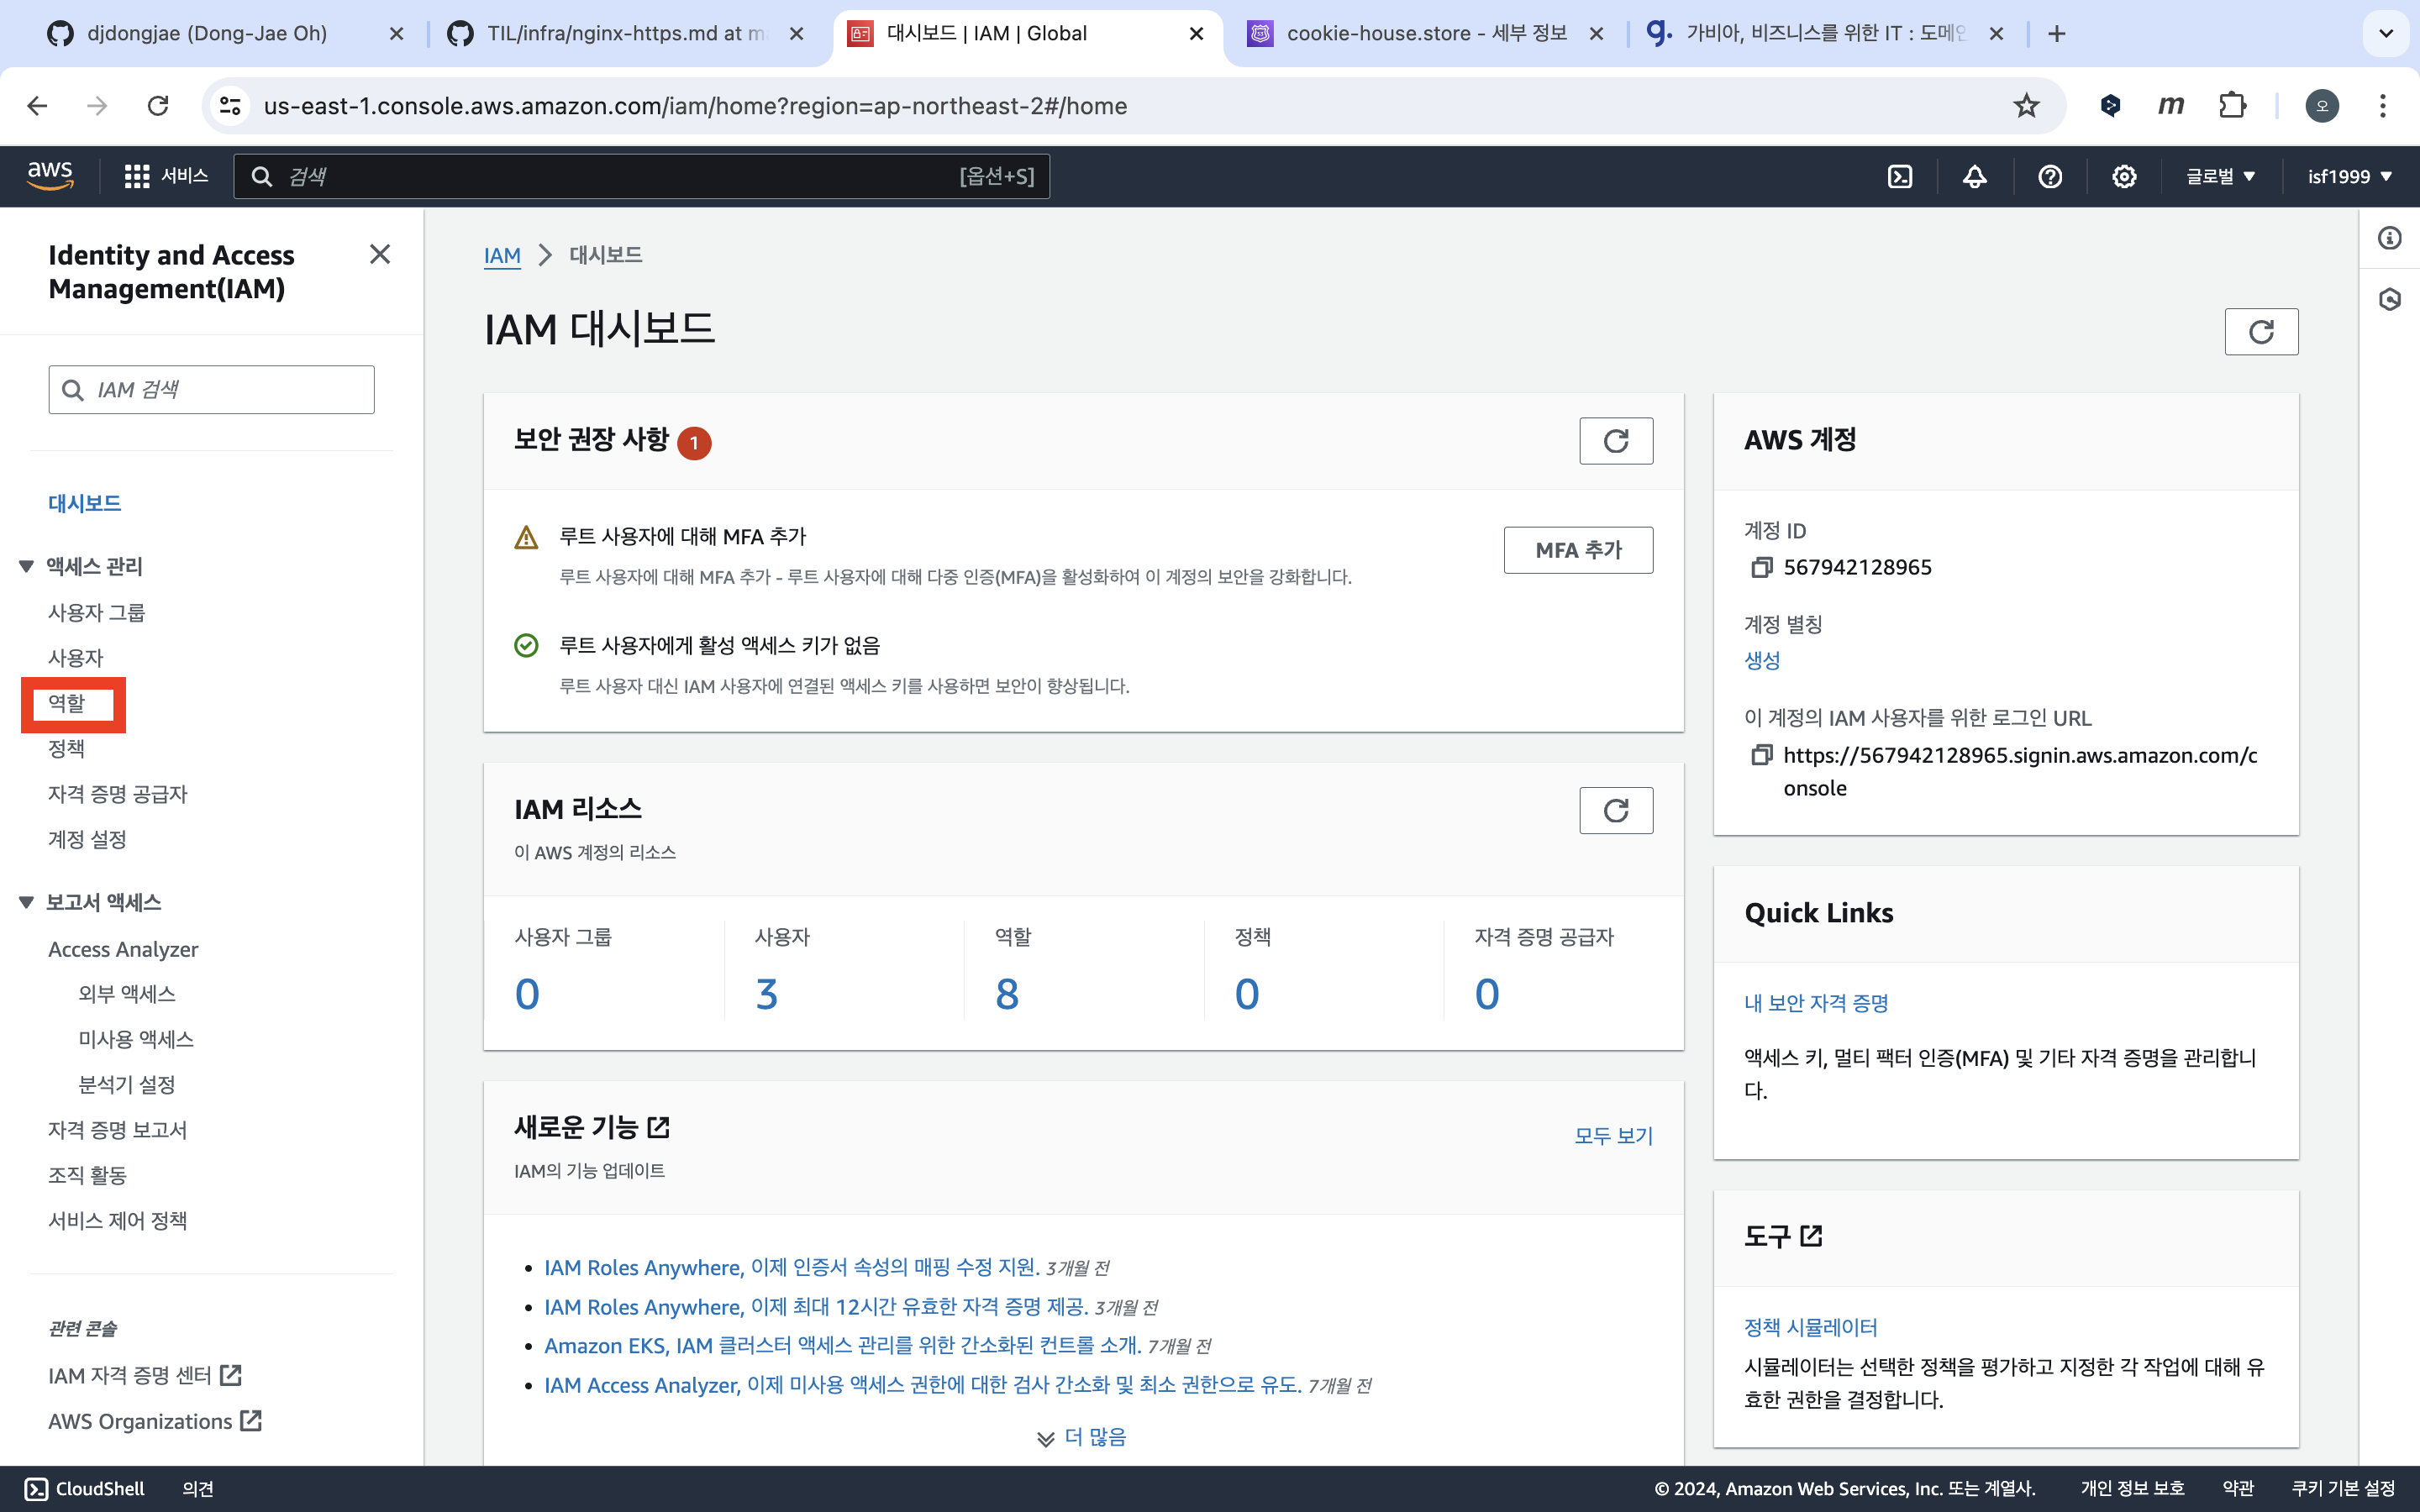 djdongjae (Dong-Jae Oh)
TIL/infra/nginx-https.md at m
대시보드 | IAM | Global
cookie-house.store - 세부 정보
가비아, 비즈니스를 위한 IT : 도메인
us-east-1.console.aws.amazon.com/iam/home?region=ap-northeast-2#/home
m
오
aws
서비스
검색
[옵션+S]
글로벌
isf1999
Identity and Access
Management(IAM)
IAM 검색
대시보드
액세스 관리
사용자 그룹
사용자
역할
정책
자격 증명 공급자
계정 설정
보고서 액세스
Access Analyzer
외부 액세스
미사용 액세스
분석기 설정
자격 증명 보고서
조직 활동
서비스 제어 정책
관련 콘솔
IAM 자격 증명 센터
AWS Organizations
IAM
대시보드
IAM 대시보드
보안 권장 사항 1
루트 사용자에 대해 MFA 추가
루트 사용자에 대해 MFA 추가 - 루트 사용자에 대해 다중 인증(MFA)을 활성화하여 이 계정의 보안을 강화합니다.
MFA 추가
루트 사용자에게 활성 액세스 키가 없음
루트 사용자 대신 IAM 사용자에 연결된 액세스 키를 사용하면 보안이 향상됩니다.
IAM 리소스
이 AWS 계정의 리소스
사용자 그룹
0
사용자
3
역할
8
정책
0
자격 증명 공급자
0
새로운 기능
모두 보기
IAM의 기능 업데이트
IAM Roles Anywhere, 이제 인증서 속성의 매핑 수정 지원. 3개월 전
IAM Roles Anywhere, 이제 최대 12시간 유효한 자격 증명 제공. 3개월 전
Amazon EKS, IAM 클러스터 액세스 관리를 위한 간소화된 컨트롤 소개. 7개월 전
IAM Access Analyzer, 이제 미사용 액세스 권한에 대한 검사 간소화 및 최소 권한으로 유도. 7개월 전
더 많음
AWS 계정
계정 ID
567942128965
계정 별칭
생성
이 계정의 IAM 사용자를 위한 로그인 URL
https://567942128965.signin.aws.amazon.com/c
onsole
Quick Links
내 보안 자격 증명
액세스 키, 멀티 팩터 인증(MFA) 및 기타 자격 증명을 관리합니
다.
도구
정책 시뮬레이터
시뮬레이터는 선택한 정책을 평가하고 지정한 각 작업에 대해 유
효한 권한을 결정합니다.
CloudShell
의견
© 2024, Amazon Web Services, Inc. 또는 계열사.
개인 정보 보호
약관
쿠키 기본 설정